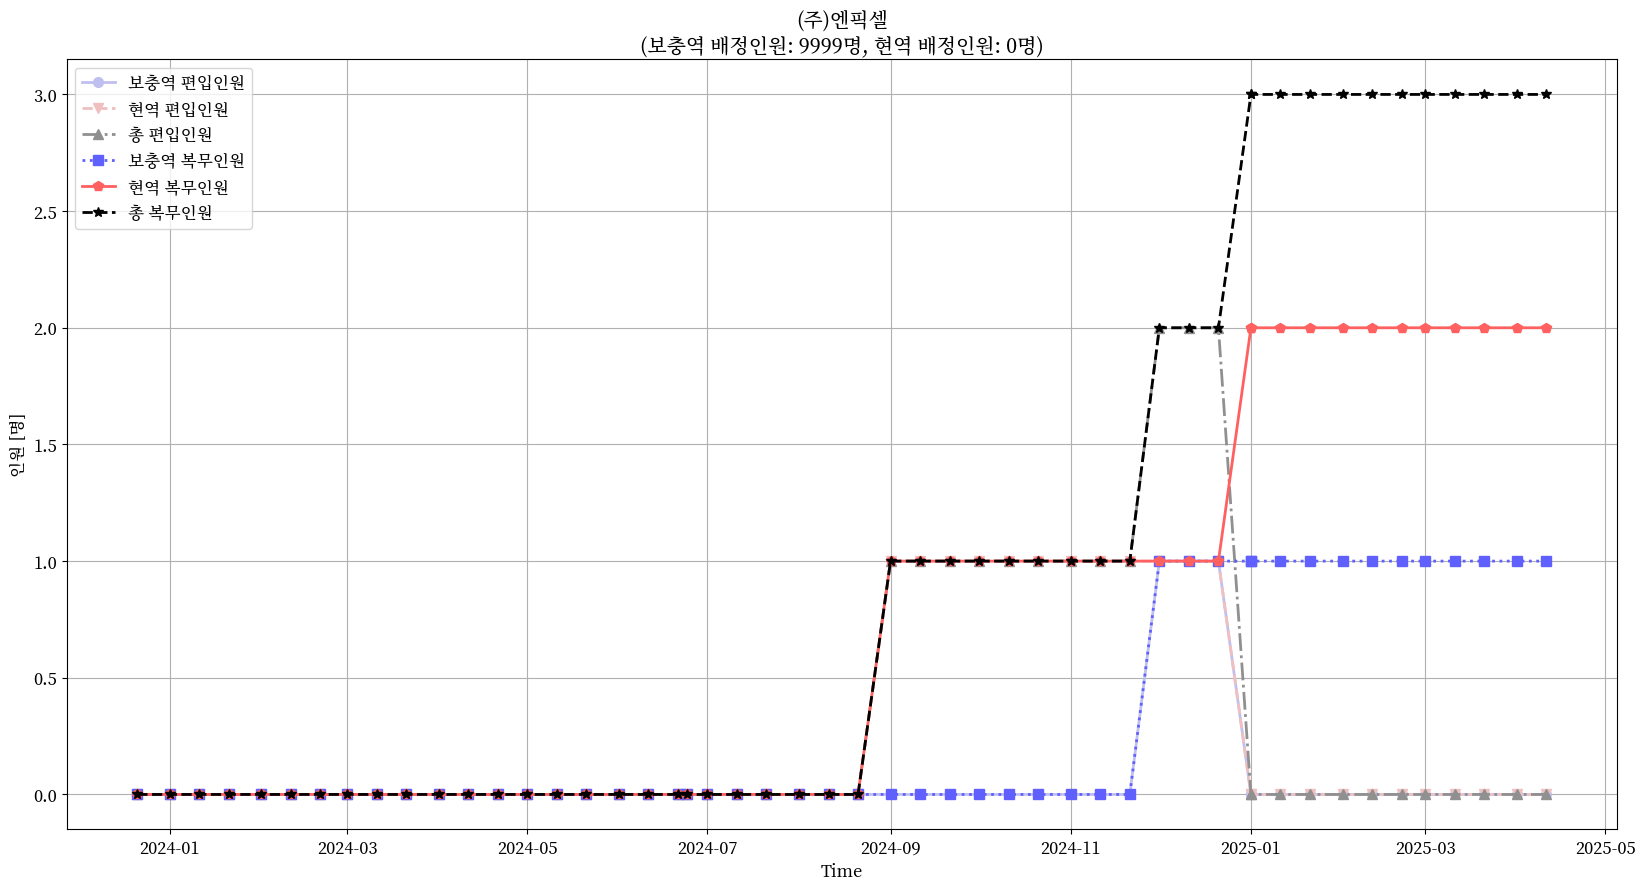 (주)엔픽셀
(보충역 배정인원: 9999명, 현역 배정인원: 0명)
보충역 편입인원
현역 편입인원
총 편입인원
보충역 복무인원
현역 복무인원
총 복무인원
3.0
2.5
2.0
1.5
1.0
0.5
0.0
인원 [명]
2024-01
2024-03
2024-05
2024-07
2024-09
2024-11
2025-01
2025-03
2025-05
Time